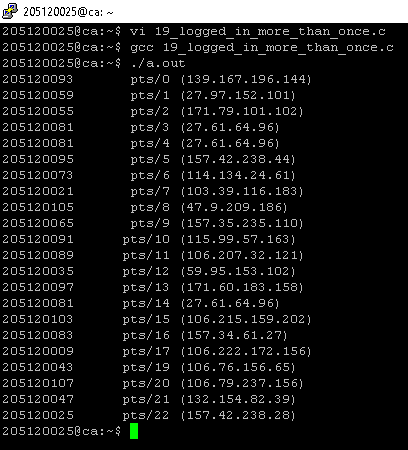 205120025@ca: ~
205120025@ca:~$ vi 19_logged_in_more_than_once.c
205120025@ca:~$ gcc 19_logged_in_more_than_once.c
205120025@ca:~$ ./a.out
205120093 pts/0 (139.167.196.144)
205120059 pts/1 (27.97.152.101)
205120055 pts/2 (171.79.101.102)
205120081 pts/3 (27.61.64.96)
205120081 pts/4 (27.61.64.96)
205120095 pts/5 (157.42.238.44)
205120073 pts/6 (114.134.24.61)
205120021 pts/7 (103.39.116.183)
205120105 pts/8 (47.9.209.186)
205120065 pts/9 (157.35.235.110)
205120091 pts/10 (115.99.57.163)
205120089 pts/11 (106.207.32.121)
205120035 pts/12 (59.95.153.102)
205120097 pts/13 (171.60.183.158)
205120081 pts/14 (27.61.64.96)
205120103 pts/15 (106.215.159.202)
205120083 pts/16 (157.34.61.27)
205120009 pts/17 (106.222.172.156)
205120043 pts/19 (106.76.156.65)
205120107 pts/20 (106.79.237.156)
205120047 pts/21 (132.154.82.39)
205120025 pts/22 (157.42.238.28)
205120025@ca:~$